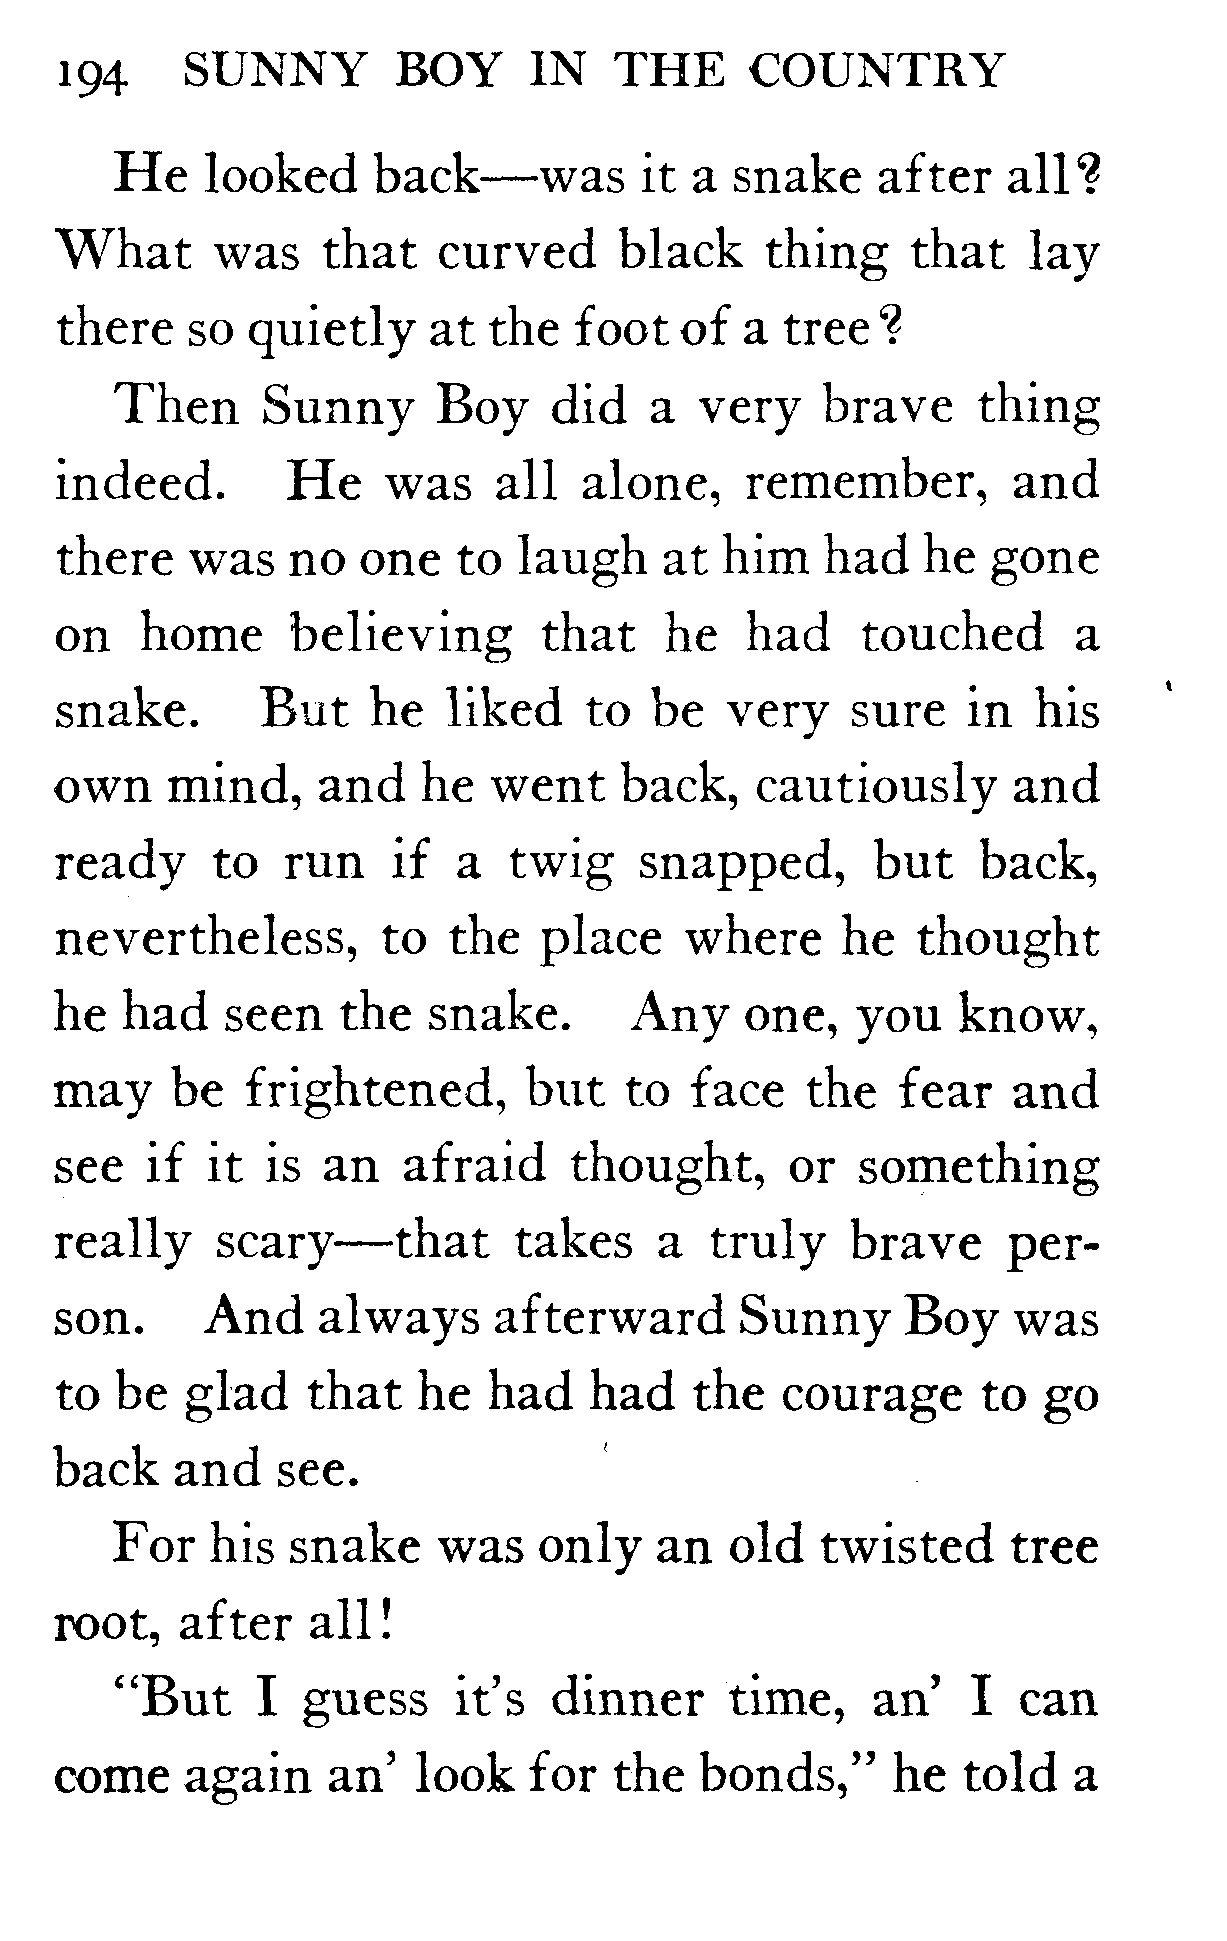 194 SUNNY BOY IN THE COUNTRY
He looked back—was it a snake after all?
What was that curved black thing that lay
there so quietly at the foot of a tree?
Then Sunny Boy did a very brave thing
indeed. He was all alone, remember, and
there was no one to laugh at him had he gone
on home believing that he had touched a
snake. But he liked to be very sure in his
own mind, and he went back, cautiously and
ready to run if a twig snapped, but back,
nevertheless, to the place where he thought
he had seen the snake. Any one, you know,
may be frightened, but to face the fear and
see if it is an afraid thought, or something
really scary—that takes a truly brave per-
son. And always afterward Sunny Boy was
to be glad that he had had the courage to go
back and see.
For his snake was only an old twisted tree
root, after all!
“But I guess it’s dinner time, an’ I can
come again an’ look for the bonds,” he told a